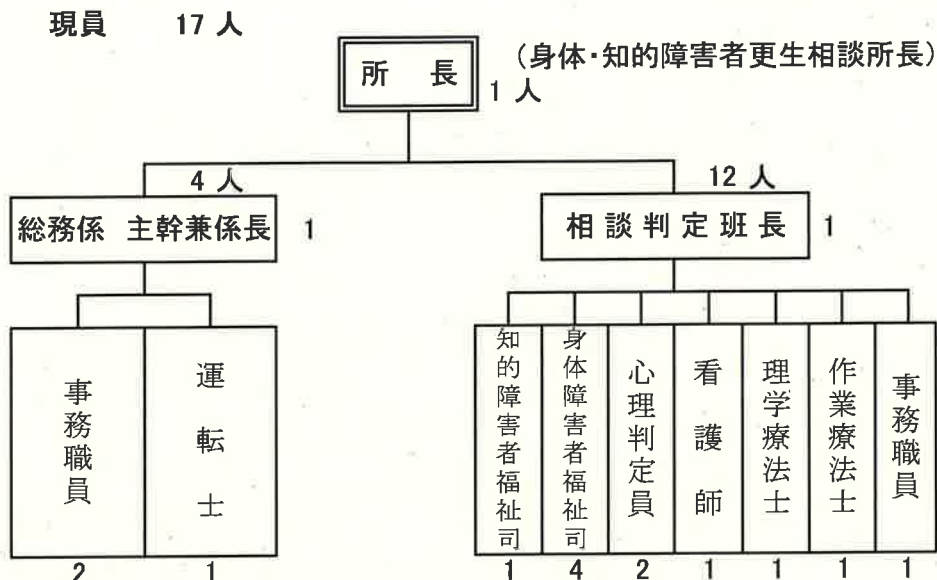 現員 17 人
所 長 (身体・知的障害者更生相談所長)
1 人
4 人
12 人
総務係 主幹兼係長 1
相談判定班長 1
事務職員
運転士
知的障害者福祉司
身体障害者福祉司
心理判定員
看護師
理学療法士
作業療法士
事務職員
2 1
1 4 2 1 1 1 1